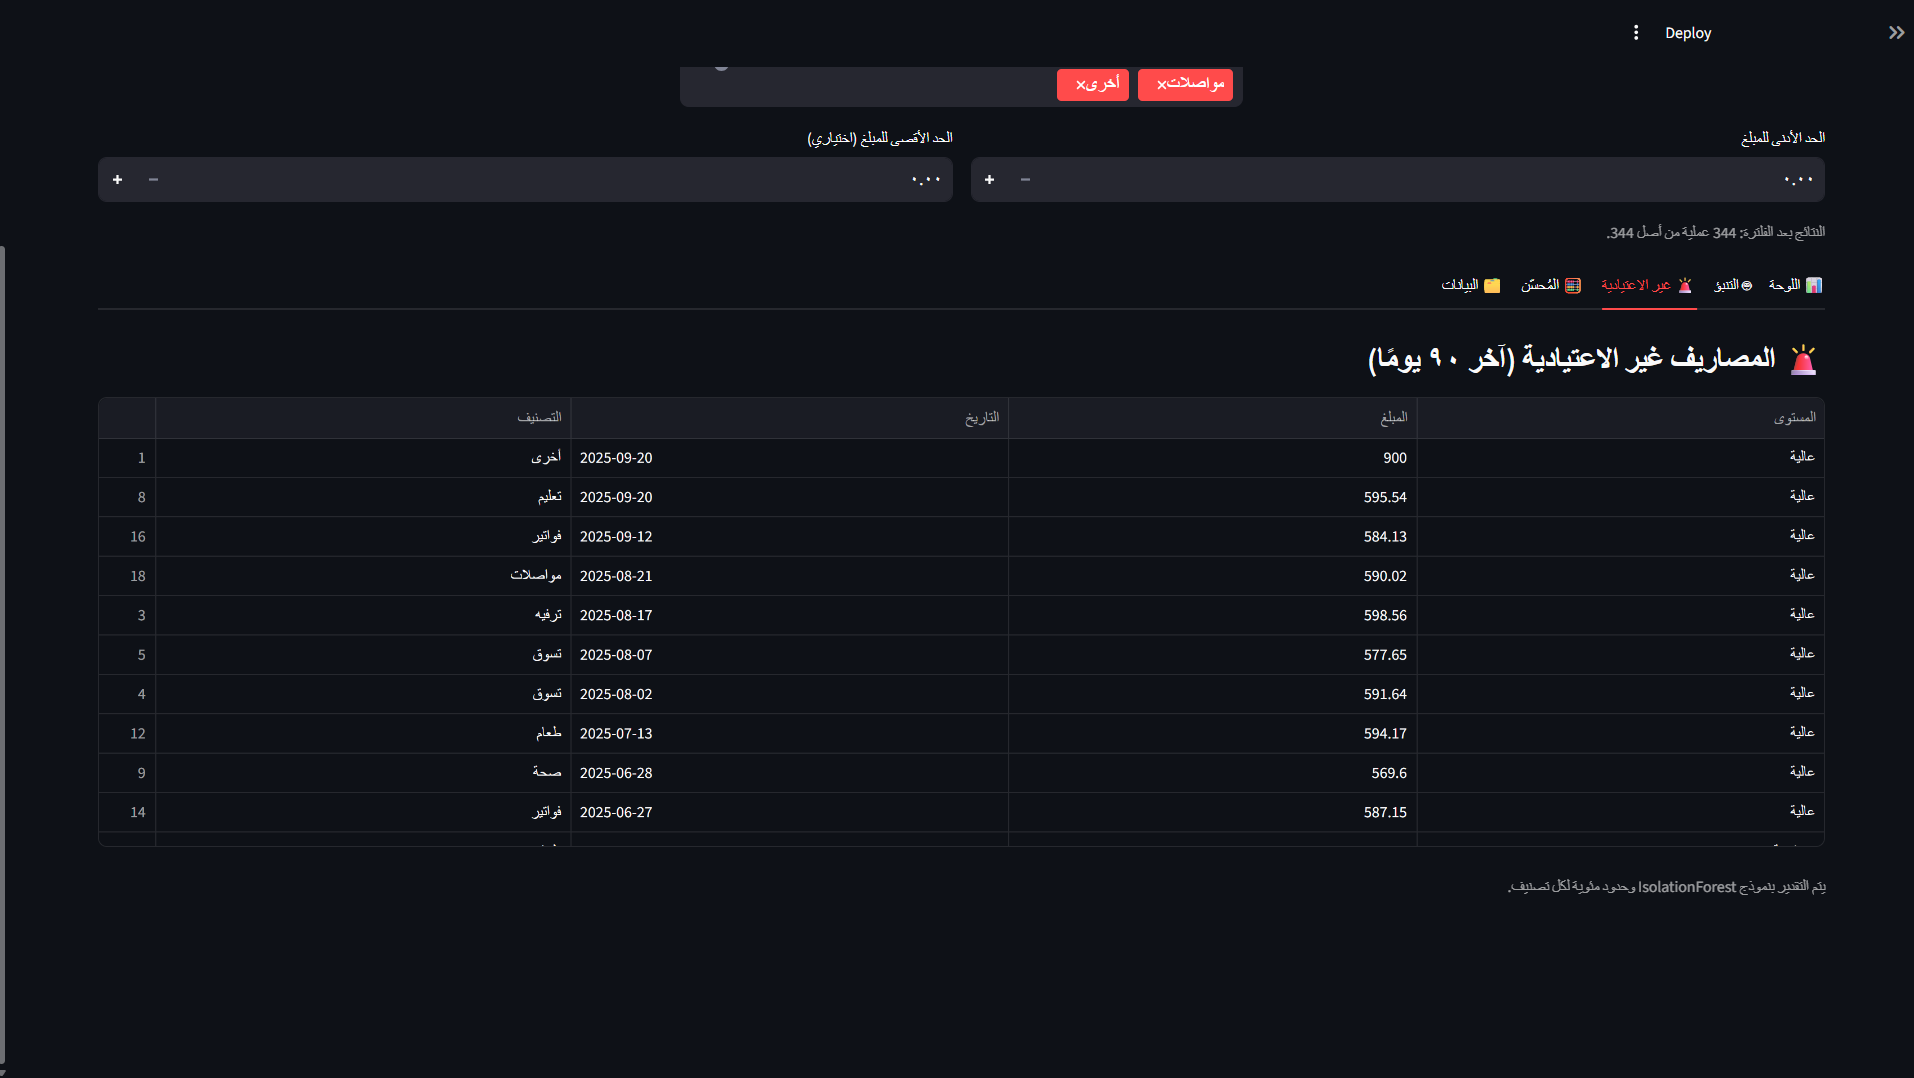 Deploy
مواصلات× أخرى×
الحد الأدنى للمبلغ
٠.٠٠
الحد الأقصى للمبلغ (اختياري)
٠.٠٠
النتائج بعد الفلترة: 344 عملية من أصل 344.
اللوحة التنبؤ غير الاعتيادية المُحسّن البيانات
المصاريف غير الاعتيادية (آخر ٩٠ يومًا)
المستوى المبلغ التاريخ التصنيف
عالية 900 2025-09-20 أخرى 1
عالية 595.54 2025-09-20 تعليم 8
عالية 584.13 2025-09-12 فواتير 16
عالية 590.02 2025-08-21 مواصلات 18
عالية 598.56 2025-08-17 ترفيه 3
عالية 577.65 2025-08-07 تسوق 5
عالية 591.64 2025-08-02 تسوق 4
عالية 594.17 2025-07-13 طعام 12
عالية 569.6 2025-06-28 صحة 9
عالية 587.15 2025-06-27 فواتير 14
يتم التقدير بنموذج IsolationForest وحدود مئوية لكل تصنيف.